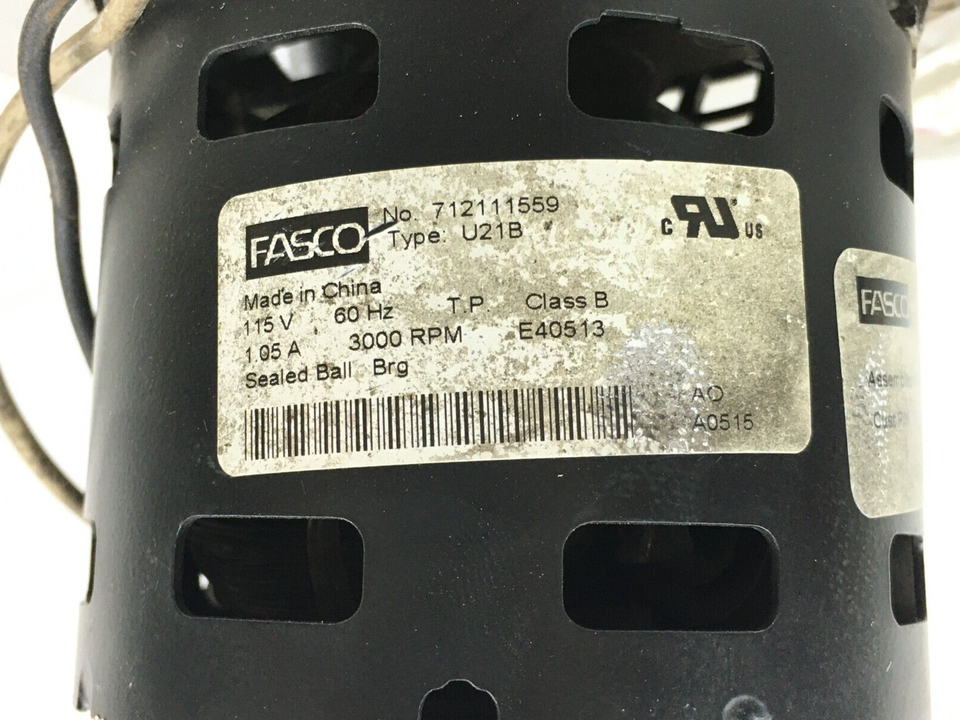 FASCO
No. 712111559
Type: U21B
c RU US
Made in China
115 V 60 Hz T.P. Class B
1.05 A 3000 RPM E40513
Sealed Ball Brg
AO
A0515
FASCO